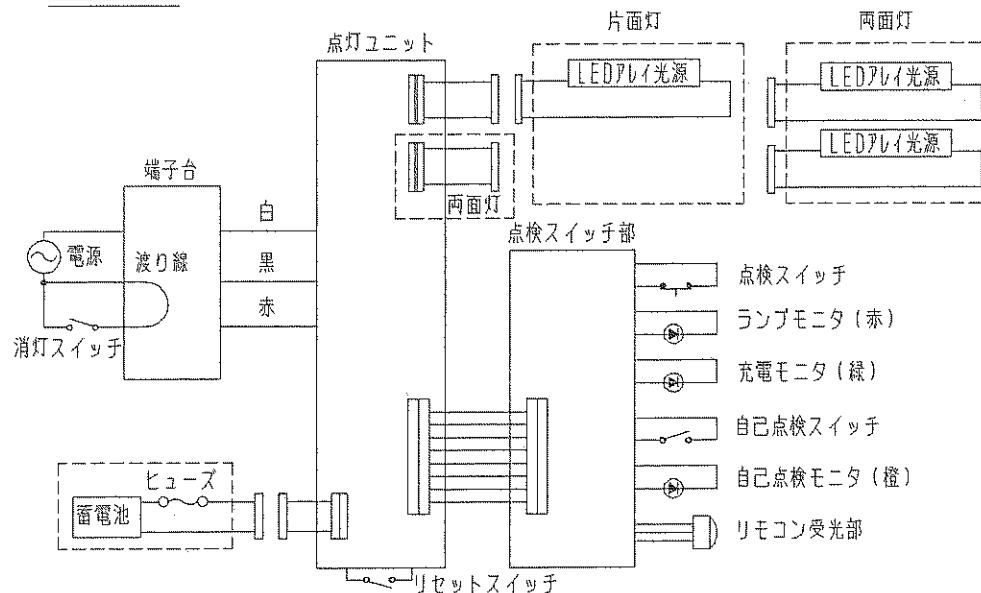 片面灯
両面灯
点灯ユニット
LEDアレイ光源
LEDアレイ光源
LEDアレイ光源
端子台
両面灯
白
点検スイッチ部
電源
渡り線
黒
点検スイッチ
赤
ランプモニタ(赤)
消灯スイッチ
充電モニタ(緑)
自己点検スイッチ
ヒューズ
自己点検モニタ(橙)
蓄電池
リモコン受光部
リセットスイッチ